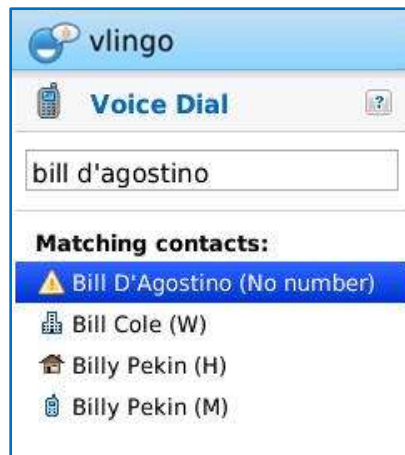 vlingo
Voice Dial ?
bill d'agostino
Matching contacts:
Bill D'Agostino (No number)
Bill Cole (W)
Billy Pekin (H)
Billy Pekin (M)